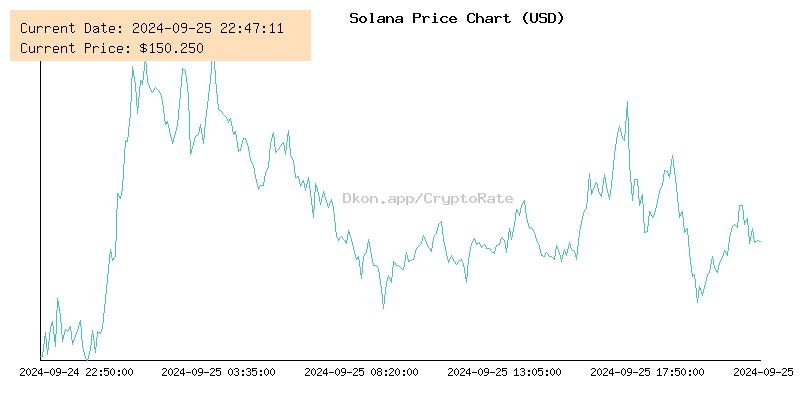 Solana Price Chart (USD)
Current Date: 2024-09-25 22:47:11
Current Price: $150.250
Dkon.app/CryptoRate
2024-09-24 22:50:00 2024-09-25 03:35:00 2024-09-25 08:20:00 2024-09-25 13:05:00 2024-09-25 17:50:00 2024-09-25